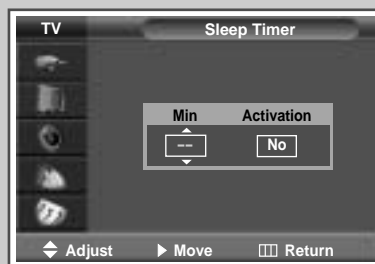 TV Sleep Timer
Min Activation
-- No
Adjust Move Return